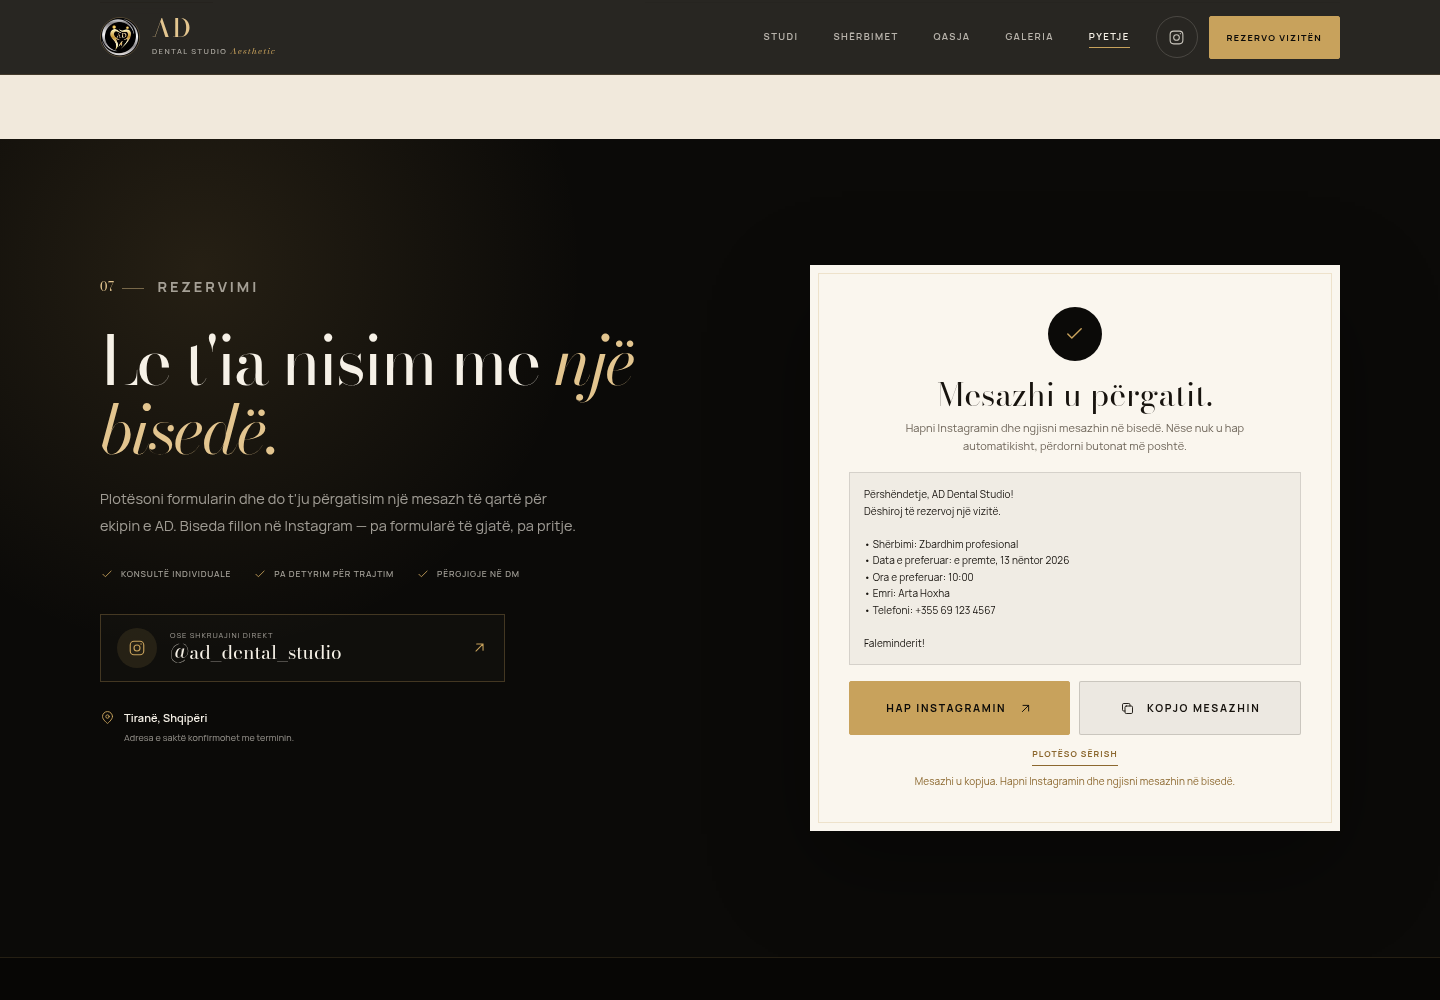 AD
DENTAL STUDIO Aesthetic
STUDI
SHËRBIMET
QASJA
GALERIA
PYETJE
REZERVO VIZITËN
07 — REZERVIMI
Le t'ia nisim me një
bisedë.
Plotësoni formularin dhe do t'ju përgatisim një mesazh të qartë për
ekipin e AD. Biseda fillon në Instagram — pa formularë të gjatë, pa pritje.
KONSULTË INDIVIDUALE
PA DETYRIM PËR TRAJTIM
PËRGJIGJE NË DM
OSE SHKRUAJINI DIREKT
@ad_dental_studio
Tiranë, Shqipëri
Adresa e saktë konfirmohet me terminin.
Mesazhi u përgatit.
Hapni Instagramin dhe ngjisni mesazhin në bisedë. Nëse nuk u hap
automatikisht, përdorni butonat më poshtë.
Përshëndetje, AD Dental Studio!
Dëshiroj të rezervoj një vizitë.
• Shërbimi: Zbardhim profesional
• Data e preferuar: e premte, 13 nëntor 2026
• Ora e preferuar: 10:00
• Emri: Arta Hoxha
• Telefoni: +355 69 123 4567
Faleminderit!
HAP INSTAGRAMIN
KOPJO MESAZHIN
PLOTËSO SËRISH
Mesazhi u kopjua. Hapni Instagramin dhe ngjisni mesazhin në bisedë.